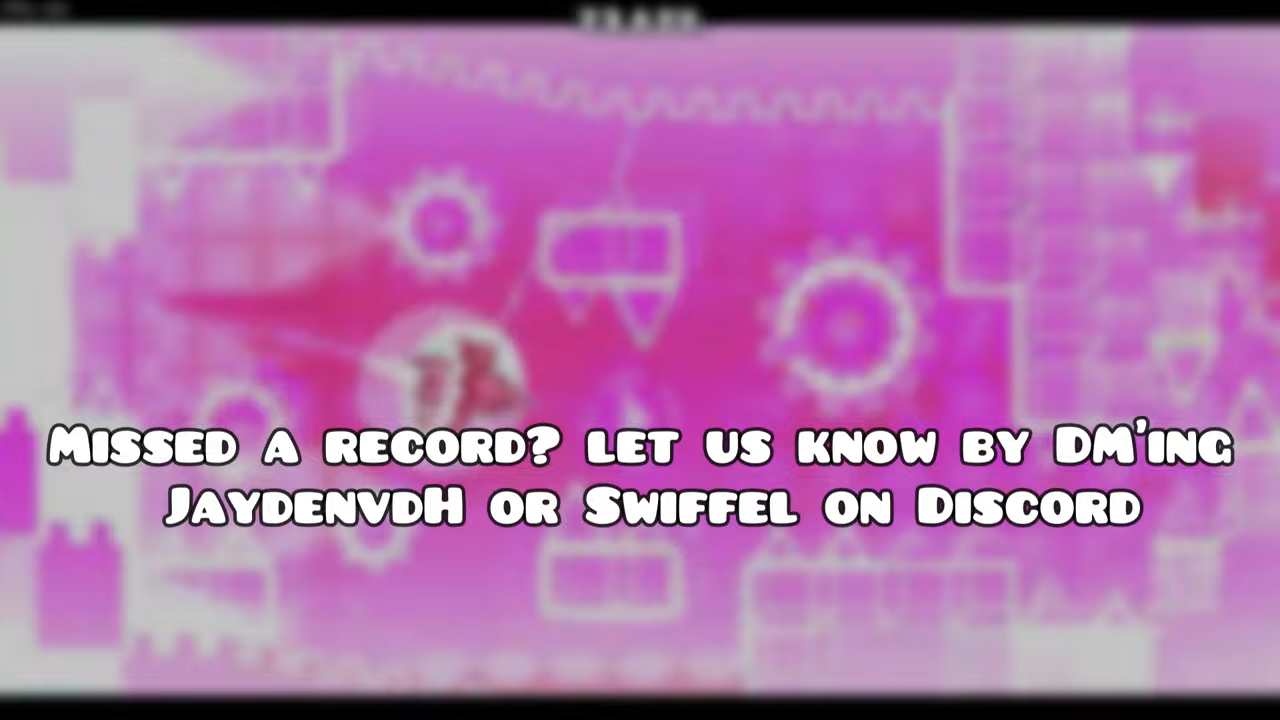 Missed a record? let us know by DM'ing
JaydenvdH or Swiffel on Discord